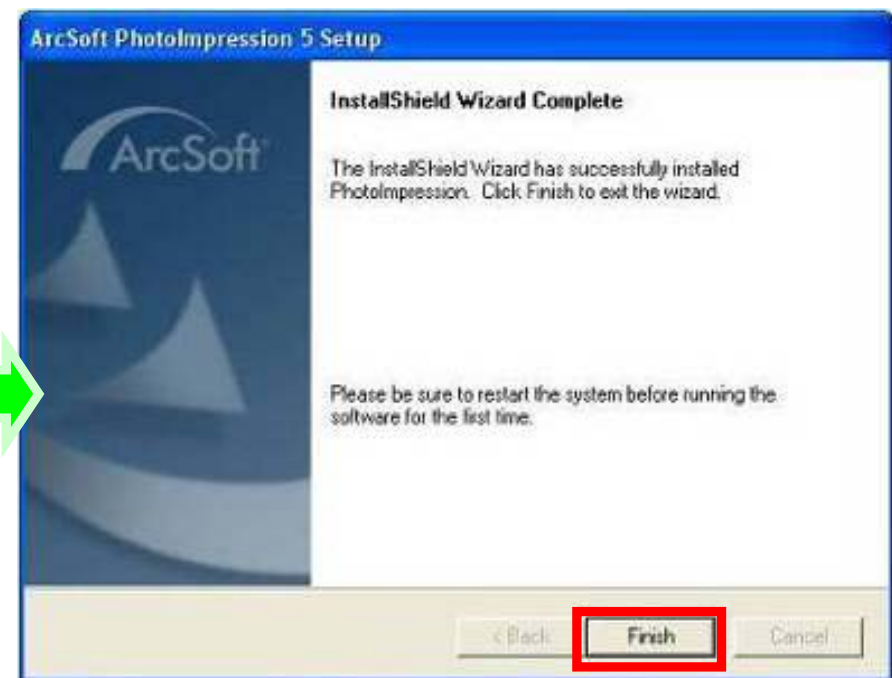 ArcSoft PhotoImpression 5 Setup
ArcSoft
InstallShield Wizard Complete
The InstallShield Wizard has successfully installed
PhotoImpression. Click Finish to exit the wizard.
Please be sure to restart the system before running the
software for the first time.
< Back
Finish
Cancel